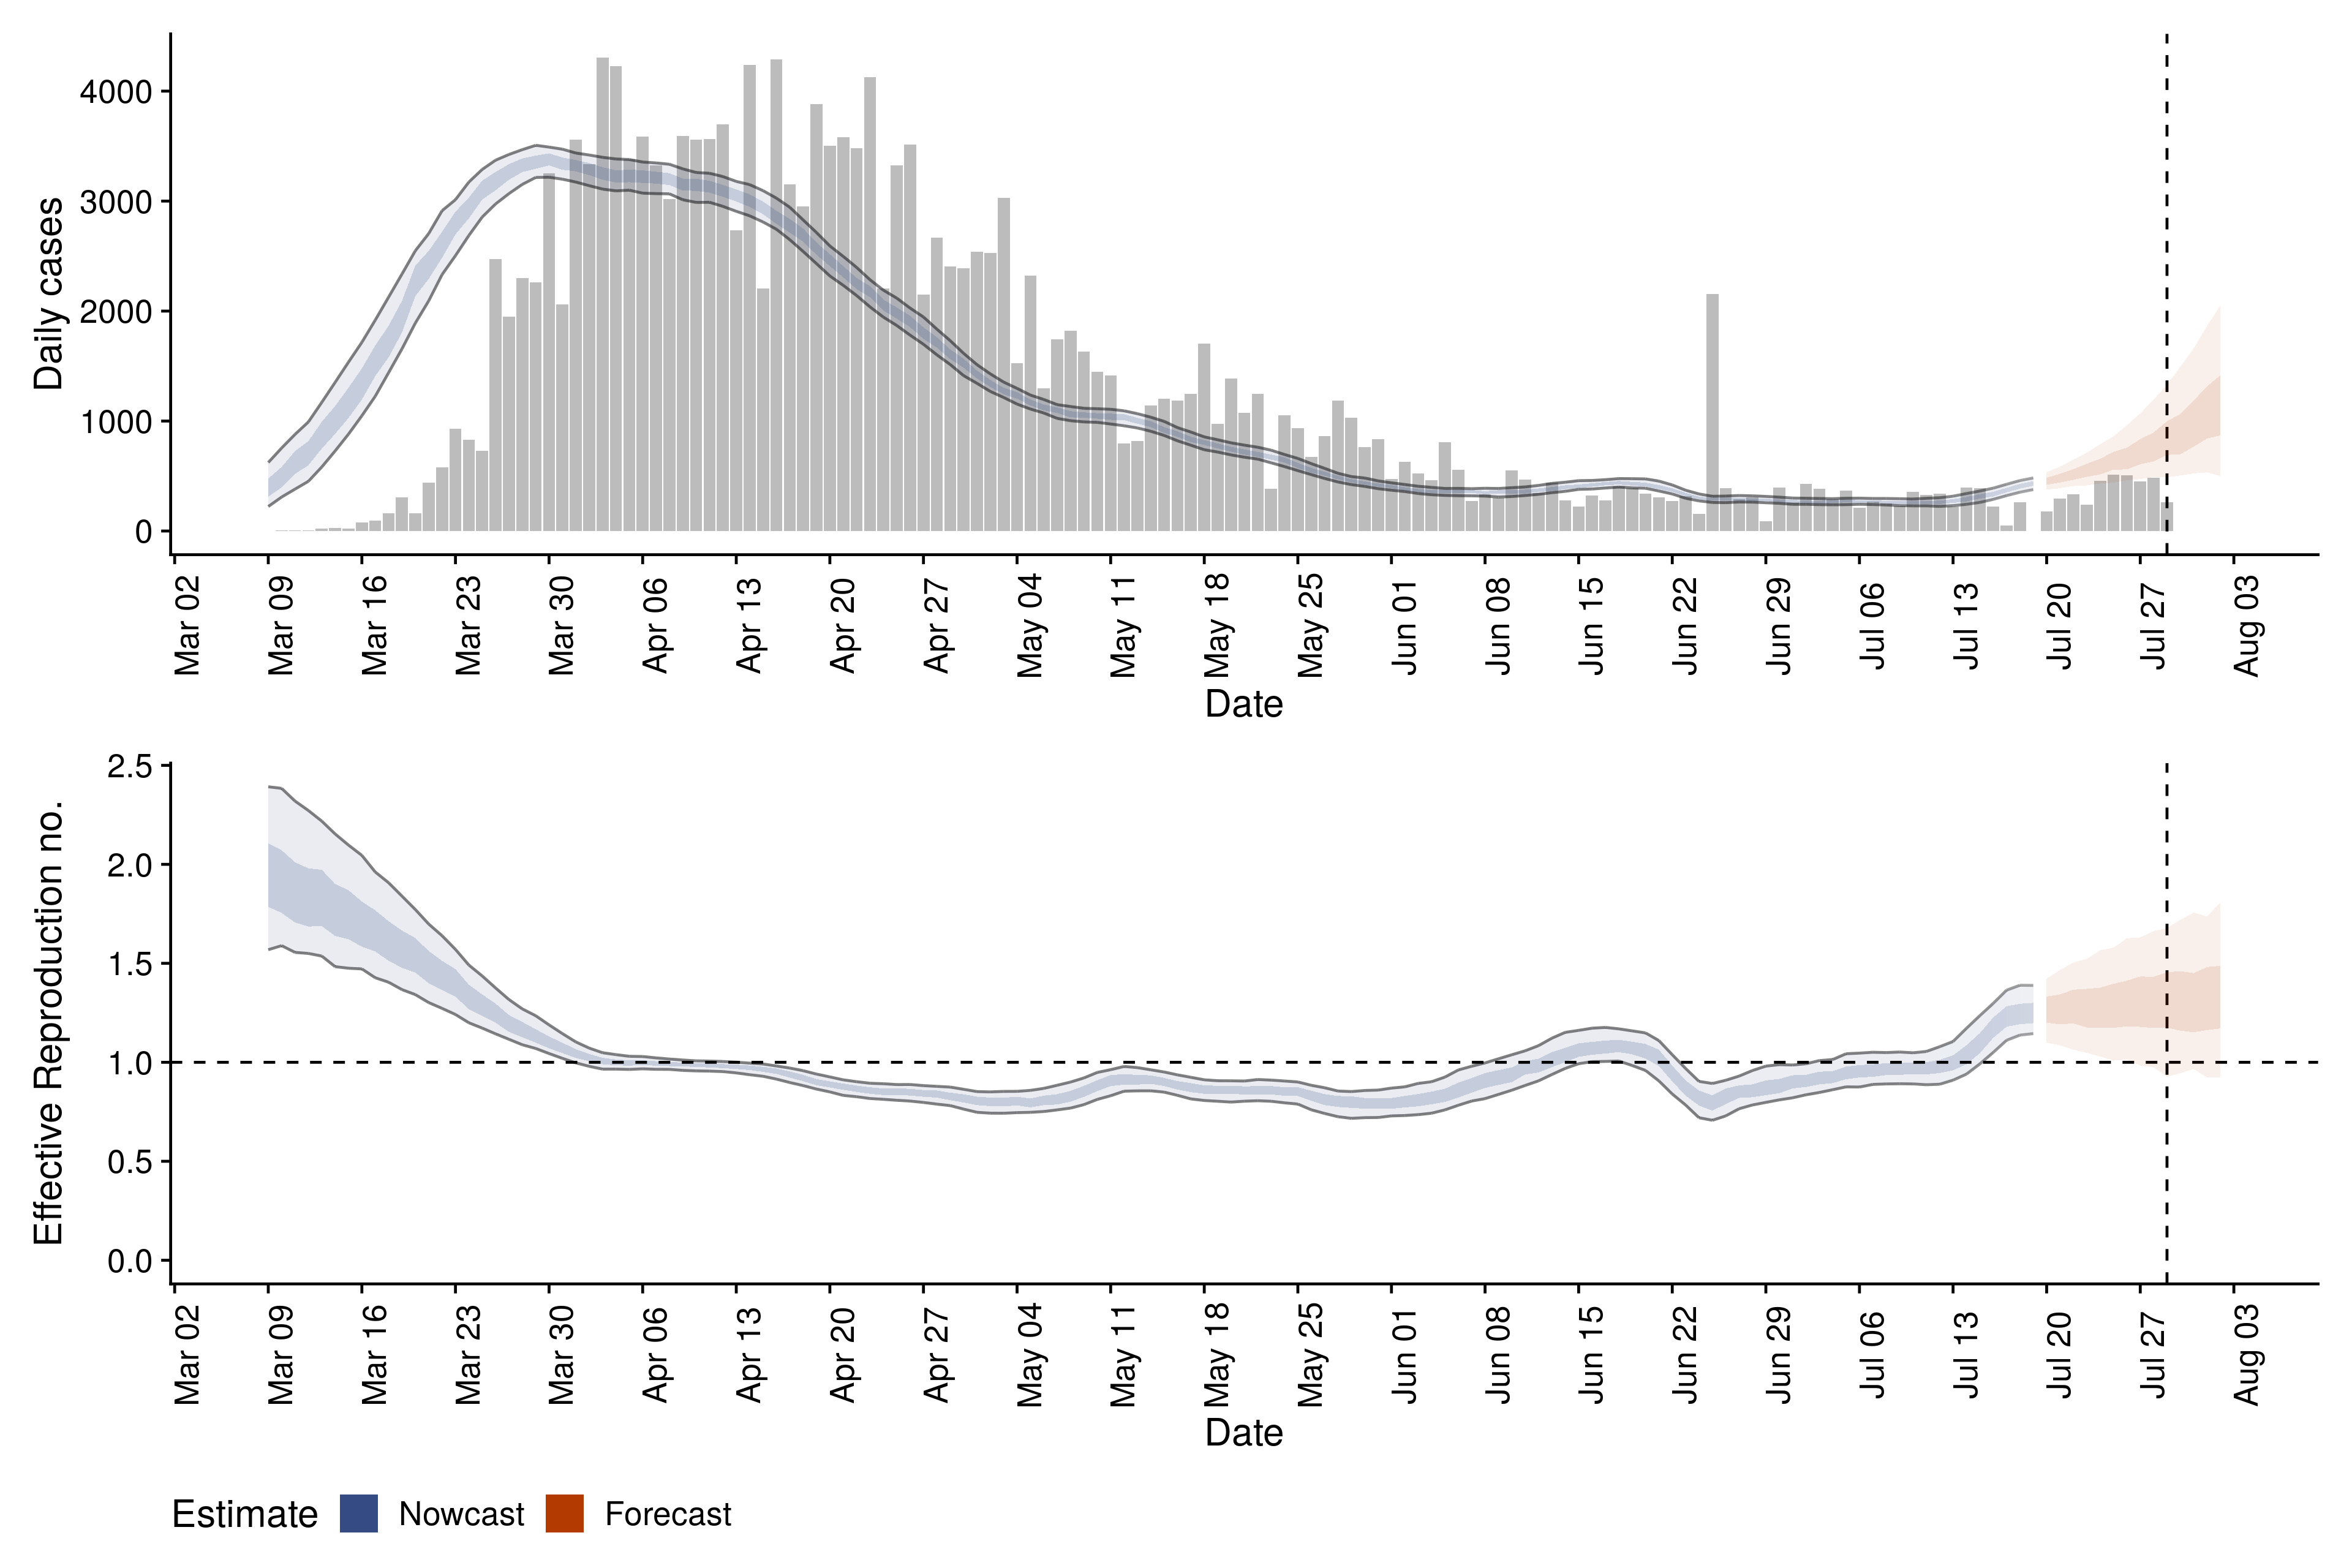 Daily cases
4000
3000
2000
1000
0
Mar 02
Mar 09
Mar 16
Mar 23
Mar 30
Apr 06
Apr 13
Apr 20
Apr 27
May 04
May 11
May 18
May 25
Jun 01
Jun 08
Jun 15
Jun 22
Jun 29
Jul 06
Jul 13
Jul 20
Jul 27
Aug 03
Date
Effective Reproduction no.
2.5
2.0
1.5
1.0
0.5
0.0
Mar 02
Mar 09
Mar 16
Mar 23
Mar 30
Apr 06
Apr 13
Apr 20
Apr 27
May 04
May 11
May 18
May 25
Jun 01
Jun 08
Jun 15
Jun 22
Jun 29
Jul 06
Jul 13
Jul 20
Jul 27
Aug 03
Date
Estimate Nowcast Forecast